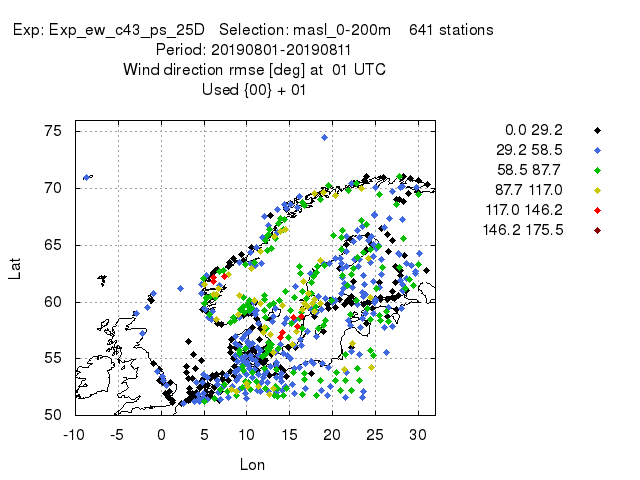 Exp: Exp_ew_c43_ps_25D Selection: masl_0-200m 641 stations
Period: 20190801-20190811
Wind direction rmse [deg] at 01 UTC
Used {00} + 01
0.0 29.2
29.2 58.5
58.5 87.7
87.7 117.0
117.0 146.2
146.2 175.5
75
70
65
60
55
50
Lat
-10 -5 0 5 10 15 20 25 30
Lon